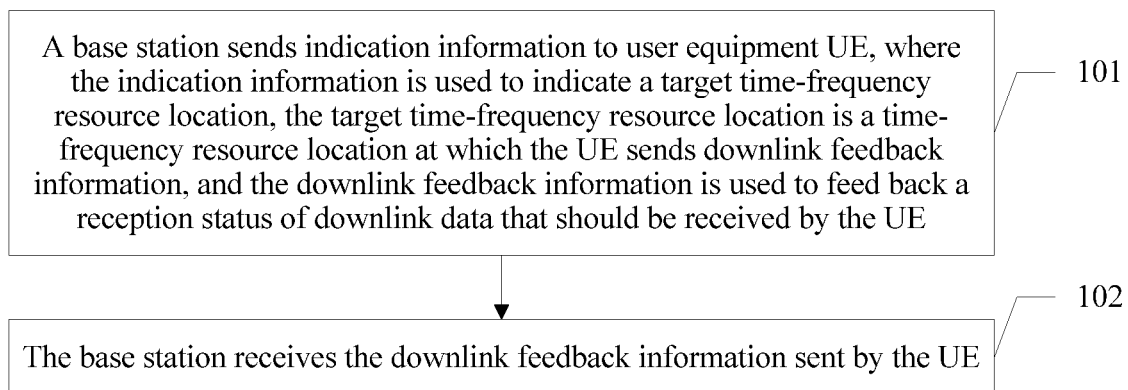 A base station sends indication information to user equipment UE, where
the indication information is used to indicate a target time-frequency
resource location, the target time-frequency resource location is a time-
frequency resource location at which the UE sends downlink feedback
information, and the downlink feedback information is used to feed back a
reception status of downlink data that should be received by the UE
101
The base station receives the downlink feedback information sent by the UE
102